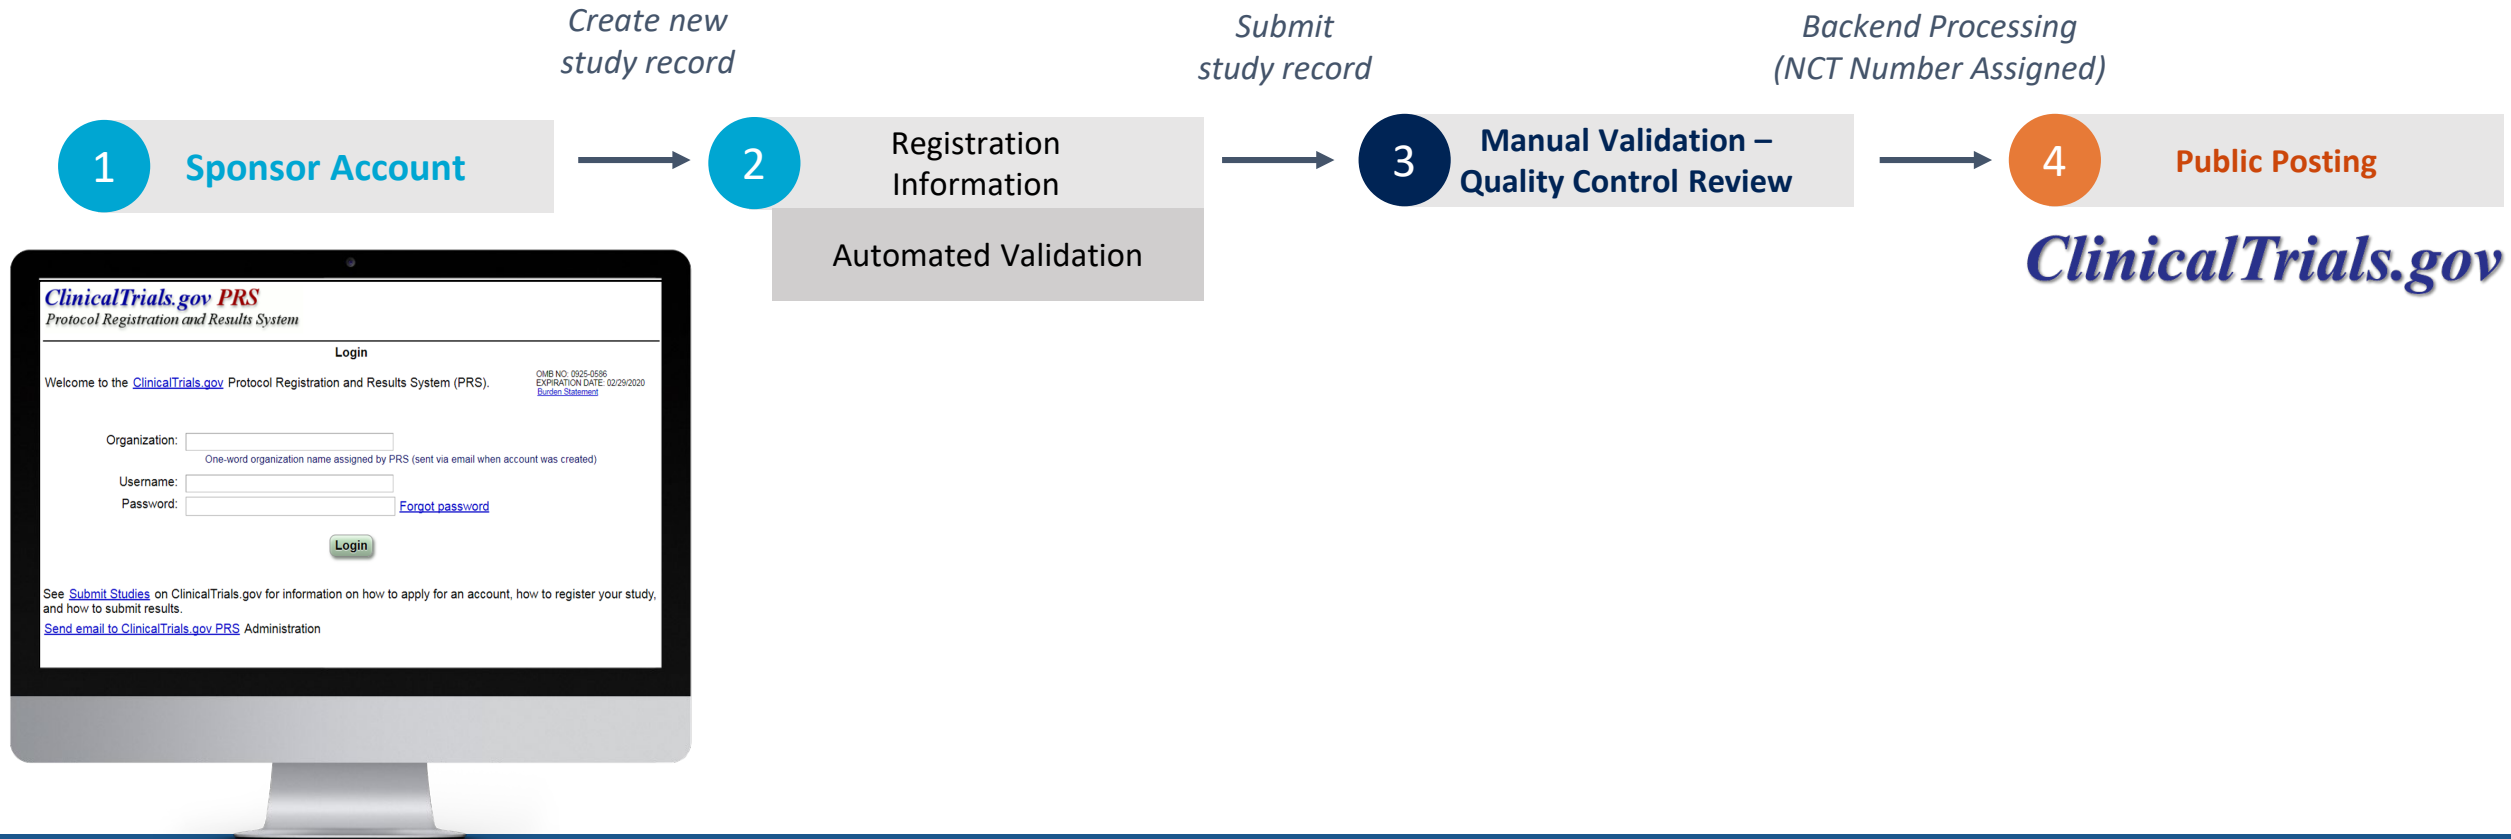 Create new
study record
Submit
study record
Backend Processing
(NCT Number Assigned)
1
Sponsor Account
2
Registration
Information
Automated Validation
3
Manual Validation –
Quality Control Review
4
Public Posting
ClinicalTrials.gov
ClinicalTrials.gov PRS
Protocol Registration and Results System
Login
Welcome to the ClinicalTrials.gov Protocol Registration and Results System (PRS).
OMB NO: 0925-0586
EXPIRATION DATE: 02/29/2020
Burden Statement
Organization:
One-word organization name assigned by PRS (sent via email when account was created)
Username:
Password:
Forgot password
Login
See Submit Studies on ClinicalTrials.gov for information on how to apply for an account, how to register your study,
and how to submit results.
Send email to ClinicalTrials.gov PRS Administration